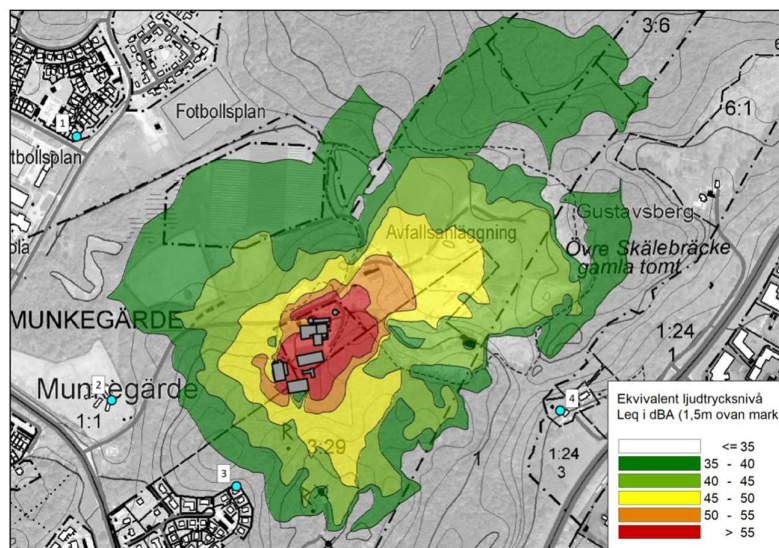 3:6
6:1
1
Fotbollsplan
tbollsplan
Gustavsberg
Avfallsanläggning
Övre Skälebräcke
gamla tomt
MUNKEGÄRDE
1:24
1
Munkegärde
2
1:1
4
3:29
3
1
1:24
3
Ekvivalent ljudtrycksnivå
Leq i dBA (1,5m ovan mark
<= 35
35 - 40
40 - 45
45 - 50
50 - 55
> 55